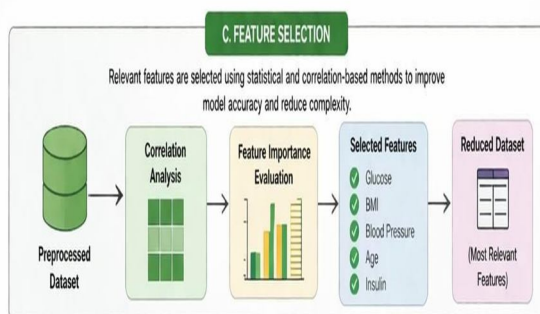 C. FEATURE SELECTION
Relevant features are selected using statistical and correlation-based methods to improve
model accuracy and reduce complexity.
Preprocessed
Dataset
Correlation
Analysis
Feature Importance
Evaluation
Selected Features
Glucose
BMI
Blood Pressure
Age
Insulin
Reduced Dataset
(Most Relevant
Features)